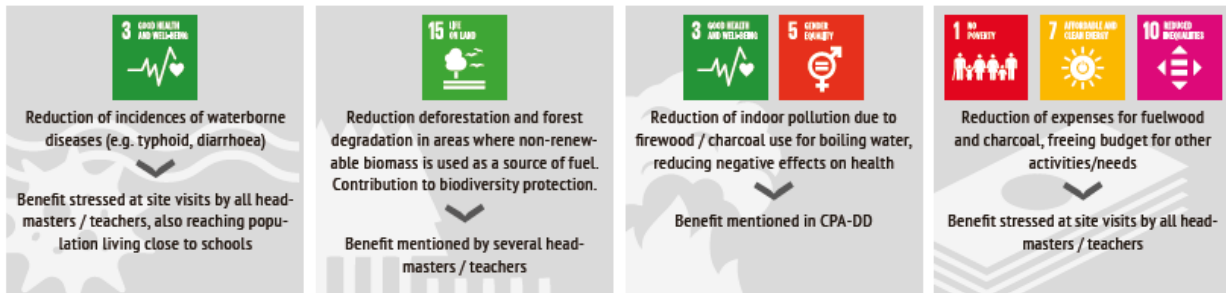 3 GOOD HEALTH
AND WELL-BEING
Reduction of incidences of waterborne
diseases (e.g. typhoid, diarrhoea)
Benefit stressed at site visits by all head-
masters / teachers, also reaching popu-
lation living close to schools
15 LIFE
ON LAND
Reduction deforestation and forest
degradation in areas where non-renew-
able biomass is used as a source of fuel.
Contribution to biodiversity protection.
Benefit mentioned by several head-
masters / teachers
3 GOOD HEALTH
AND WELL-BEING
5 GENDER
EQUALITY
Reduction of indoor pollution due to
firewood / charcoal use for boiling water,
reducing negative effects on health
Benefit mentioned in CPA-DD
1 NO
POVERTY
7 AFFORDABLE AND
CLEAN ENERGY
10 REDUCED
INEQUALITIES
Reduction of expenses for fuelwood
and charcoal, freeing budget for other
activities/needs
Benefit stressed at site visits by all head-
masters / teachers